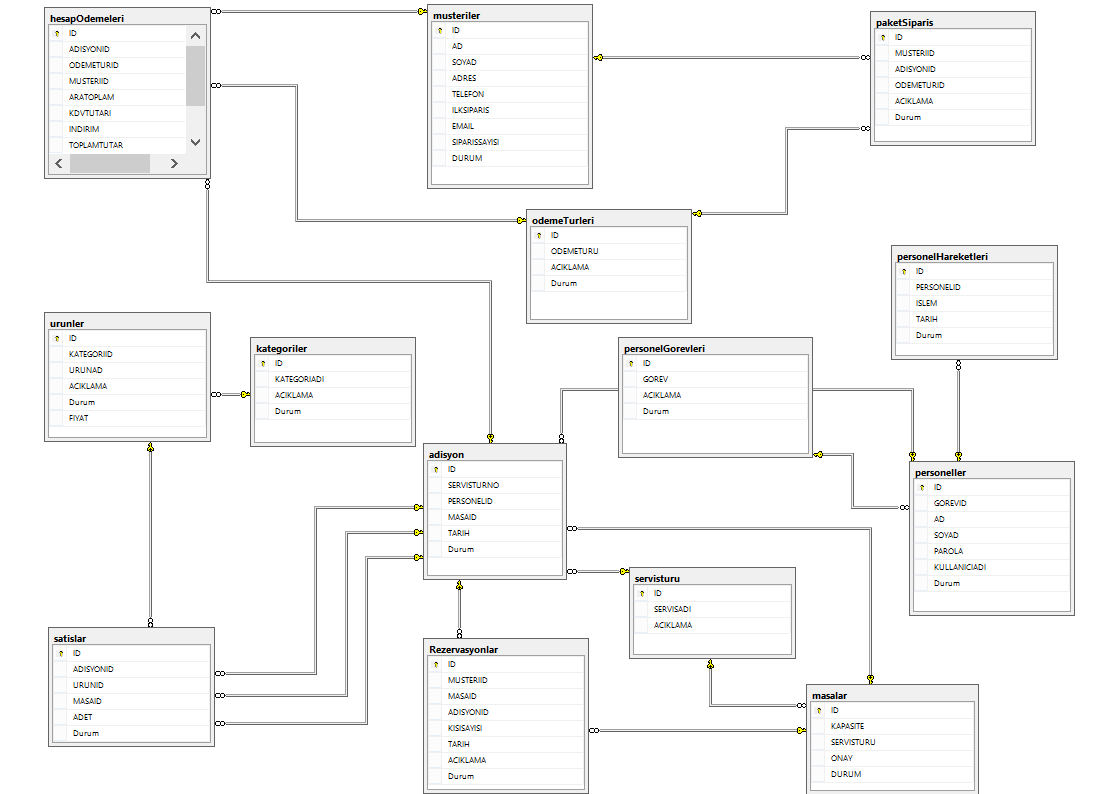 hesapOdemeleri
ID
ADISYONID
ODEMETURID
MUSTERIID
ARATOPLAM
KDVTUTARI
INDIRIM
TOPLAMTUTAR
musteriler
ID
AD
SOYAD
ADRES
TELEFON
ILKSIPARIS
EMAIL
SIPARISSAYISI
DURUM
paketSiparis
ID
MUSTERIID
ADISYONID
ODEMETURID
ACIKLAMA
Durum
odemeTurleri
ID
ODEMETURU
ACIKLAMA
Durum
personelHareketleri
ID
PERSONELID
ISLEM
TARIH
Durum
urunler
ID
KATEGORIID
URUNAD
ACIKLAMA
Durum
FIYAT
kategoriler
ID
KATEGORIADI
ACIKLAMA
Durum
personelGorevleri
ID
GOREV
ACIKLAMA
Durum
adisyon
ID
SERVISTURNO
PERSONELID
MASAID
TARIH
Durum
personeller
ID
GOREVID
AD
SOYAD
PAROLA
KULLANICIADI
Durum
servisturu
ID
SERVISADI
ACIKLAMA
satislar
ID
ADISYONID
URUNID
MASAID
ADET
Durum
Rezervasyonlar
ID
MUSTERIID
MASAID
ADISYONID
KISISAYISI
TARIH
ACIKLAMA
Durum
masalar
ID
KAPASITE
SERVISTURU
ONAY
DURUM